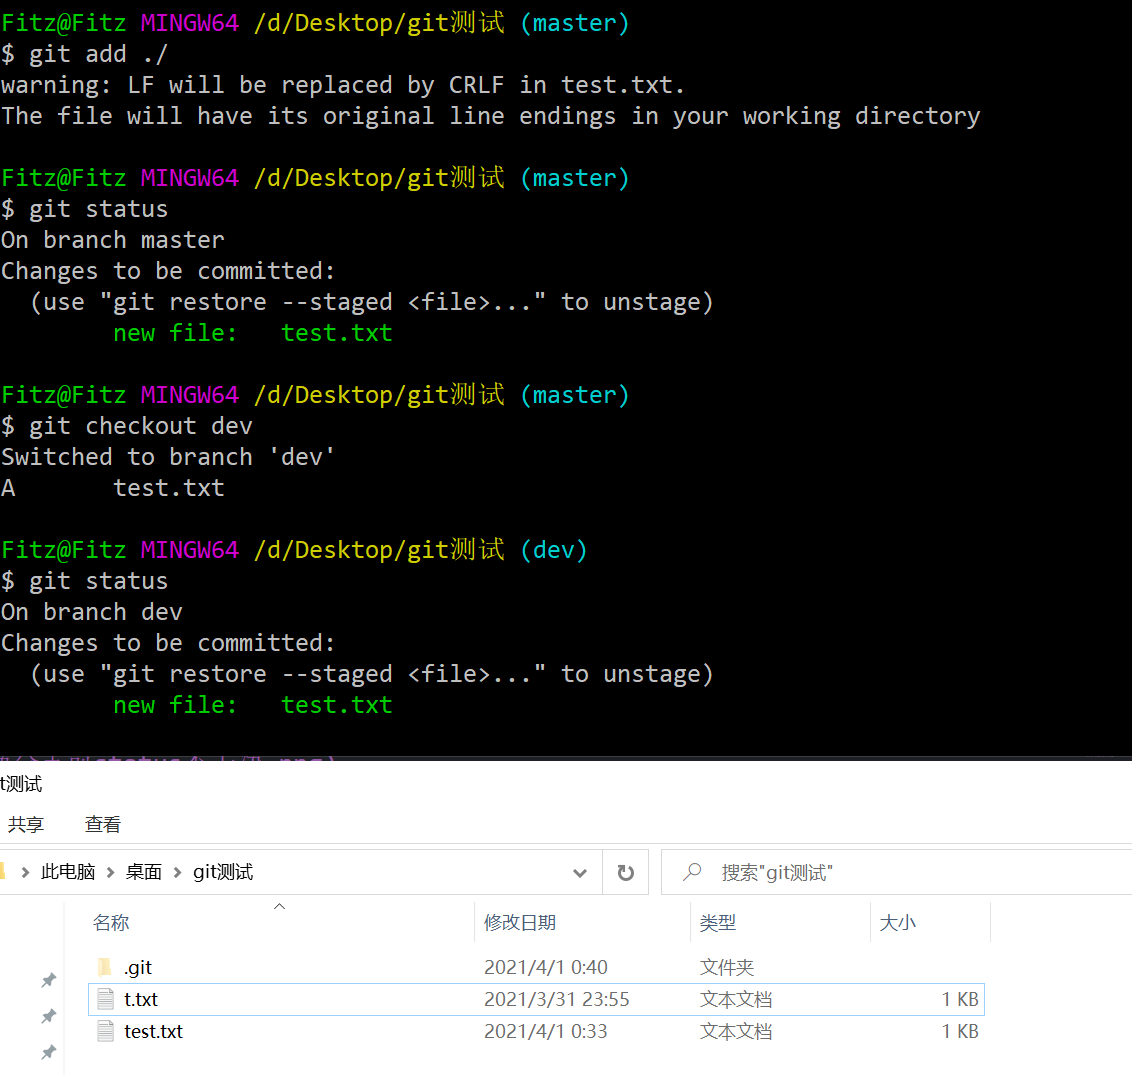 Fitz@Fitz MINGW64 /d/Desktop/git测试 (master)
$ git add ./
warning: LF will be replaced by CRLF in test.txt.
The file will have its original line endings in your working directory
Fitz@Fitz MINGW64 /d/Desktop/git测试 (master)
$ git status
On branch master
Changes to be committed:
  (use "git restore --staged <file>..." to unstage)
        new file:   test.txt
Fitz@Fitz MINGW64 /d/Desktop/git测试 (master)
$ git checkout dev
Switched to branch 'dev'
A       test.txt
Fitz@Fitz MINGW64 /d/Desktop/git测试 (dev)
$ git status
On branch dev
Changes to be committed:
  (use "git restore --staged <file>..." to unstage)
        new file:   test.txt
t测试
共享 查看
此电脑 > 桌面 > git测试 搜索"git测试"
名称 修改日期 类型 大小
.git 2021/4/1 0:40 文件夹
t.txt 2021/3/31 23:55 文本文档 1 KB
test.txt 2021/4/1 0:33 文本文档 1 KB